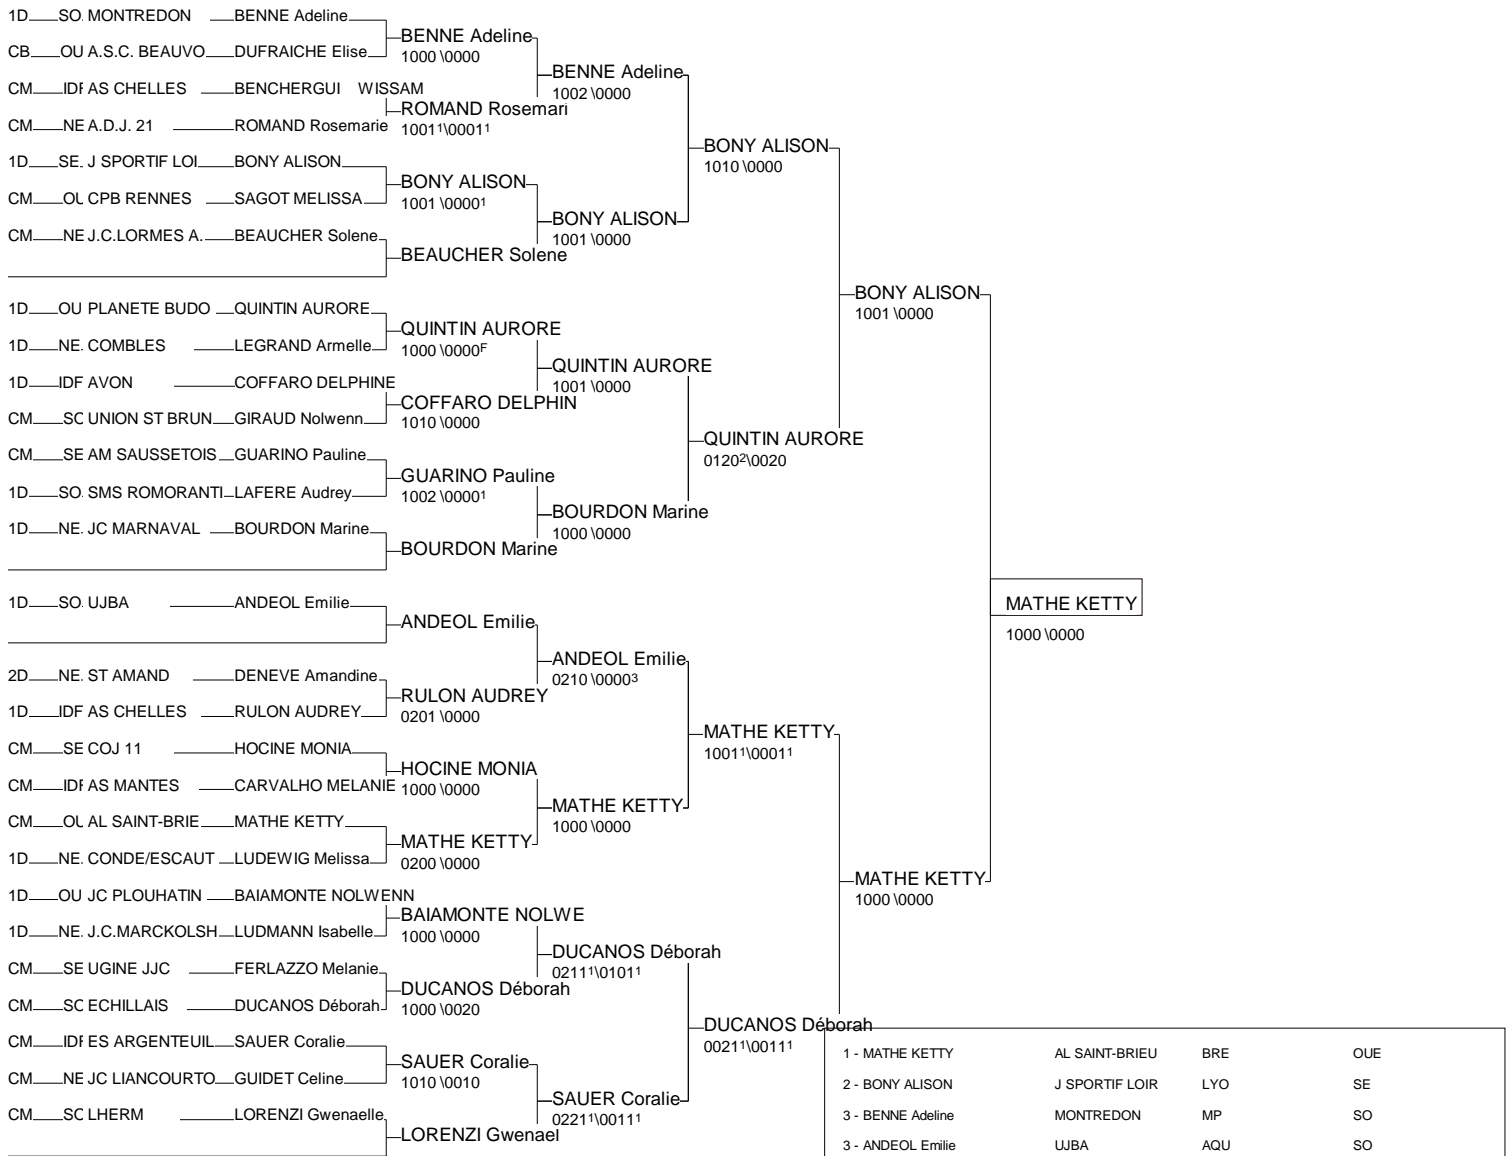 1D SO. MONTREDON BENNE Adeline
BENNE Adeline
CB OU A.S.C. BEAUVO DUFRAICHE Elise 1000 \0000
BENNE Adeline
1002 \0000
CM IDF AS CHELLES BENCHERGUI WISSAM
ROMAND Rosemari
CM NE A.D.J. 21 ROMAND Rosemarie 1001¹\0001¹
BONY ALISON
1010 \0000
1D SE. J SPORTIF LOI BONY ALISON
BONY ALISON
CM OU CPB RENNES SAGOT MELISSA 1001 \0000¹
BONY ALISON
1001 \0000
CM NE J.C.LORMES A. BEAUCHER Solene
BEAUCHER Solene
BONY ALISON
1001 \0000
1D OU PLANETE BUDO QUINTIN AURORE
QUINTIN AURORE
1D NE. COMBLES LEGRAND Armelle 1000 \0000F
QUINTIN AURORE
1001 \0000
1D IDF AVON COFFARO DELPHINE
COFFARO DELPHIN
CM SO UNION ST BRUN GIRAUD Nolwenn 1010 \0000
QUINTIN AURORE
0120²\0020
CM SE AM SAUSSETOIS GUARINO Pauline
GUARINO Pauline
1D SO. SMS ROMORANTI LAFERE Audrey 1002 \0000¹
BOURDON Marine
1000 \0000
1D NE. JC MARNAVAL BOURDON Marine
BOURDON Marine
MATHE KETTY
1000 \0000
1D SO. UJBA ANDEOL Emilie
ANDEOL Emilie
ANDEOL Emilie
0210 \0000³
2D NE. ST AMAND DENEVE Amandine
RULON AUDREY
1D IDF AS CHELLES RULON AUDREY 0201 \0000
MATHE KETTY
1001¹\0001¹
CM SE COJ 11 HOCINE MONIA
HOCINE MONIA
CM IDF AS MANTES CARVALHO MELANIE 1000 \0000
MATHE KETTY
1000 \0000
CM OU AL SAINT-BRIE MATHE KETTY
MATHE KETTY
1D NE. CONDE/ESCAUT LUDEWIG Melissa 0200 \0000
MATHE KETTY
1000 \0000
1D OU JC PLOUHATIN BAIAMONTE NOLWENN
BAIAMONTE NOLWE
1D NE. J.C.MARCKOLSH LUDMANN Isabelle 1000 \0000
DUCANOS Déborah
0211¹\0101¹
CM SE UGINE JJC FERLAZZO Melanie
DUCANOS Déborah
CM SO ECHILLAIS DUCANOS Déborah 1000 \0020
DUCANOS Déborah
0021¹\0011¹
CM IDF ES ARGENTEUIL SAUER Coralie
SAUER Coralie
CM NE JC LIANCOURTO GUIDET Celine 1010 \0010
SAUER Coralie
0221¹\0011¹
CM SO LHERM LORENZI Gwenaelle
LORENZI Gwenael
1 - MATHE KETTY AL SAINT-BRIEU BRE OUE
2 - BONY ALISON J SPORTIF LOIR LYO SE
3 - BENNE Adeline MONTREDON MP SO
3 - ANDEOL Emilie UJBA AQU SO